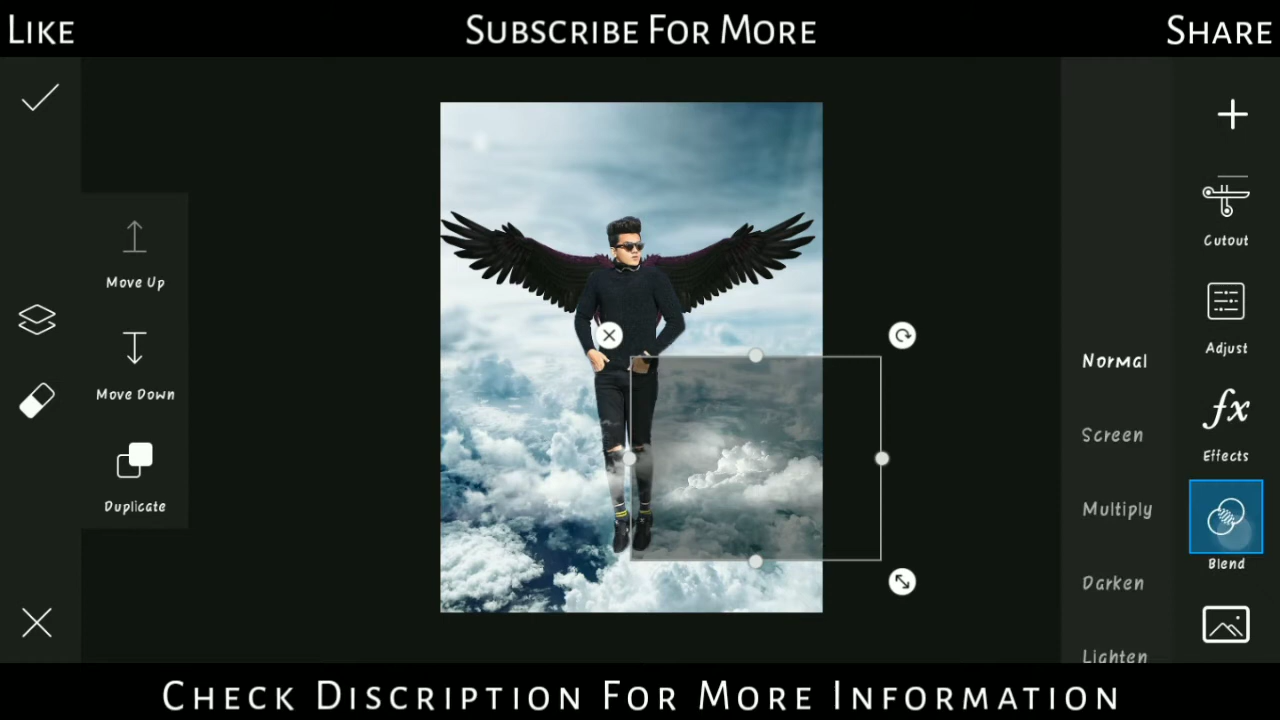 LIKE
SUBSCRIBE FOR MORE
SHARE
Move Up
Move Down
Duplicate
Normal
Screen
Multiply
Darken
Lighten
Cutout
Adjust
fx
Effects
Blend
CHECK DISCRIPTION FOR MORE INFORMATION